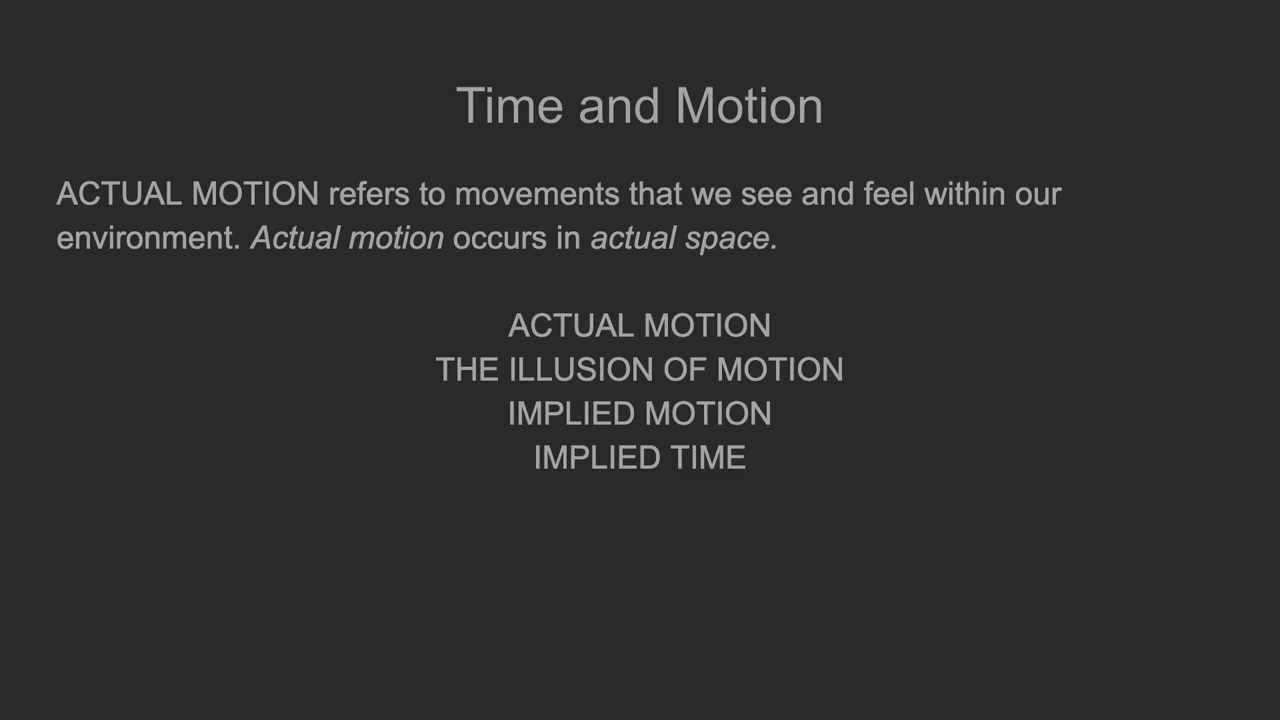 Time and Motion
ACTUAL MOTION refers to movements that we see and feel within our
environment. Actual motion occurs in actual space.
ACTUAL MOTION
THE ILLUSION OF MOTION
IMPLIED MOTION
IMPLIED TIME